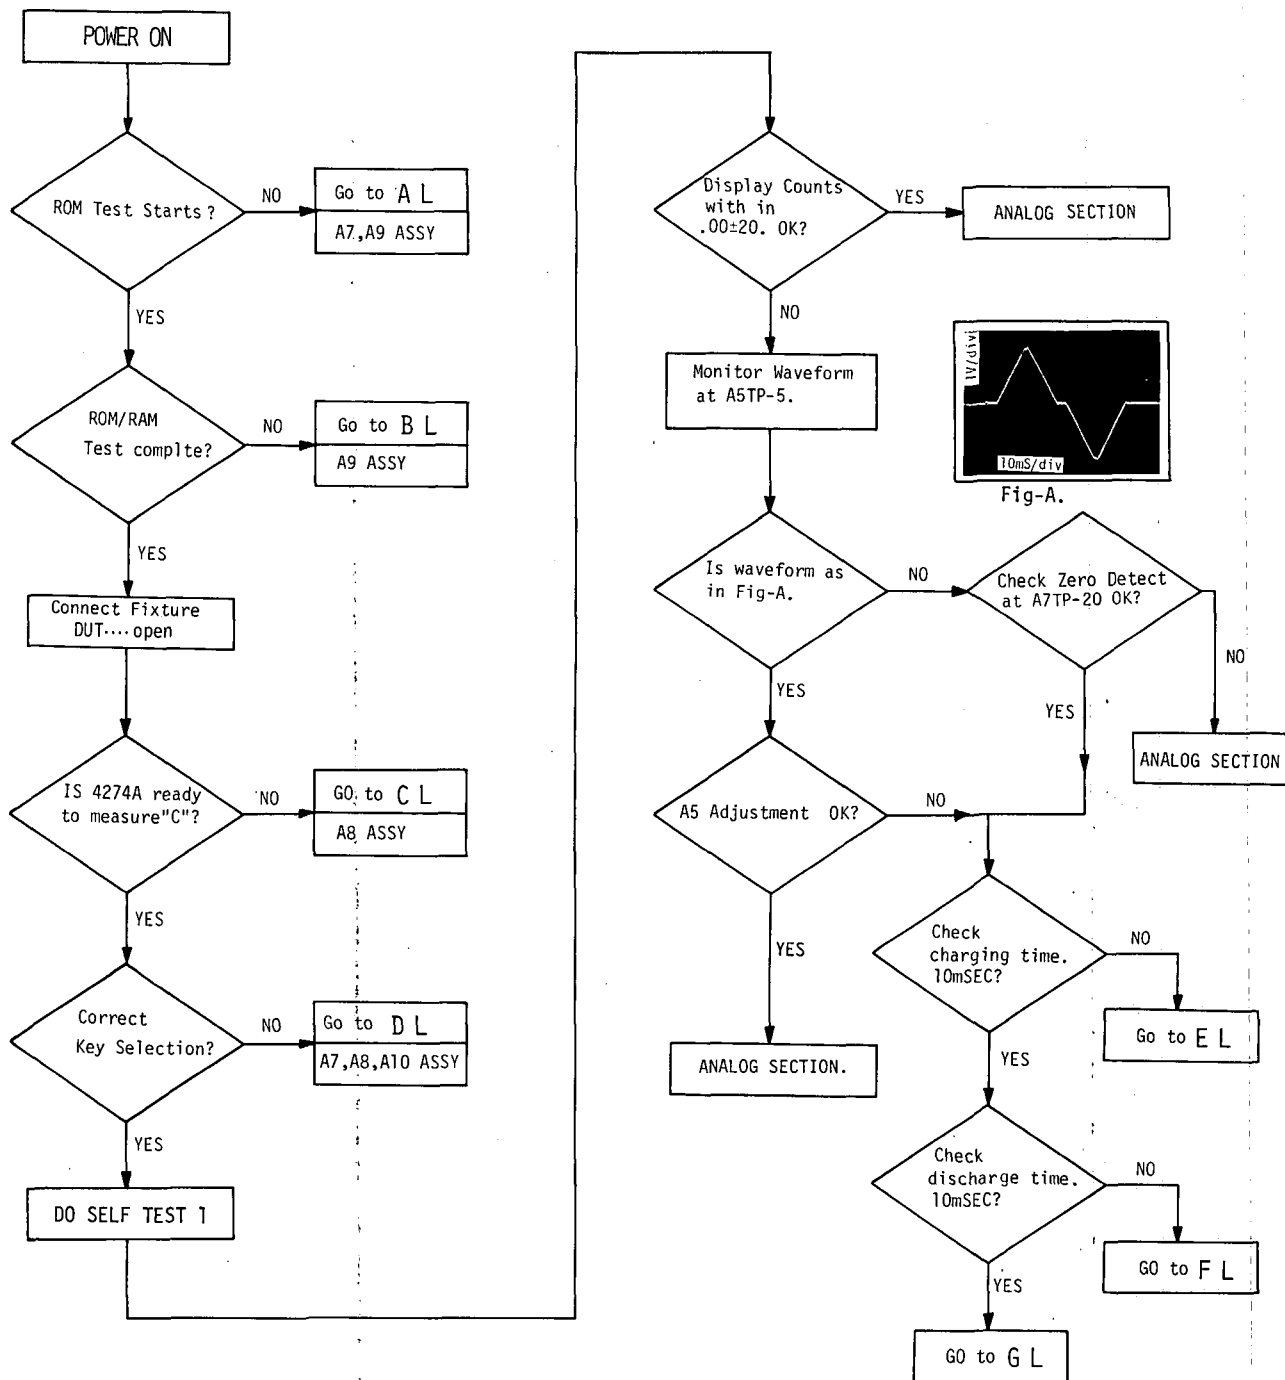 POWER ON
ROM Test Starts?
NO
Go to A L
A7,A9 ASSY
YES
ROM/RAM
Test complte?
NO
Go to B L
A9 ASSY
YES
Connect Fixture
DUT....open
IS 4274A ready
to measure"C"?
NO
GO to C L
A8 ASSY
YES
Correct
Key Selection?
NO
Go to D L
A7,A8,A10 ASSY
YES
DO SELF TEST 1
Display Counts
with in
.00±20. OK?
YES
ANALOG SECTION
NO
Monitor Waveform
at A5TP-5.
1V/div
10mS/div
Fig-A.
Is waveform as
in Fig-A.
NO
Check Zero Detect
at A7TP-20 OK?
NO
ANALOG SECTION
YES
YES
A5 Adjustment OK?
NO
YES
ANALOG SECTION.
Check
charging time.
10mSEC?
NO
Go to E L
YES
Check
discharge time.
10mSEC?
NO
GO to F L
YES
GO to G L